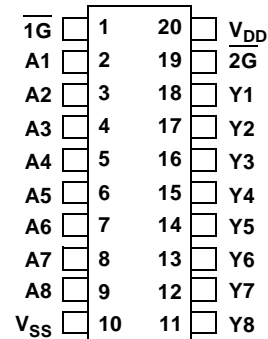 1G 1 20 VDD
A1 2 19 2G
A2 3 18 Y1
A3 4 17 Y2
A4 5 16 Y3
A5 6 15 Y4
A6 7 14 Y5
A7 8 13 Y6
A8 9 12 Y7
VSS 10 11 Y8